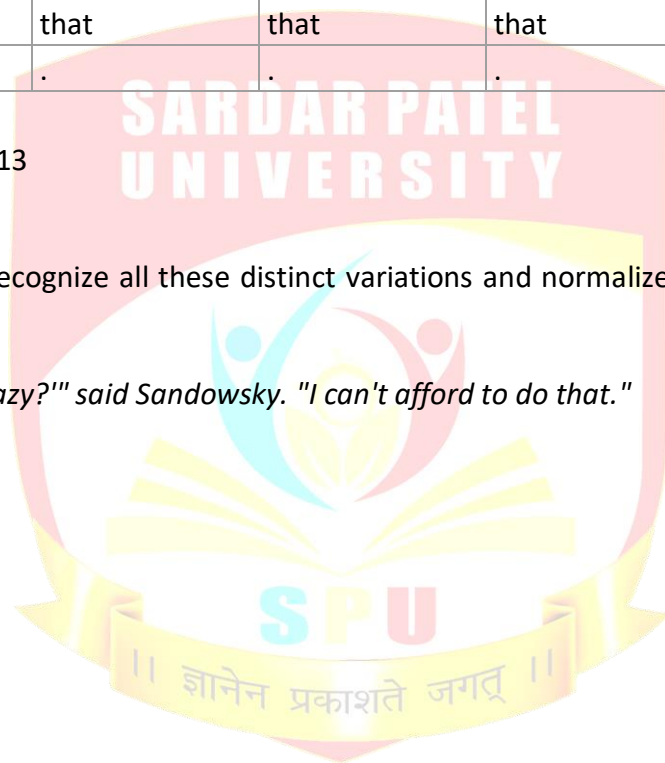 that that that
. . .
SARDAR PATEL
13
UNIVERSITY
ecognize all these distinct variations and normalize
azy?'" said Sandowsky. "I can't afford to do that."
SPU
॥ ज्ञानेन प्रकाशते जगत् ॥